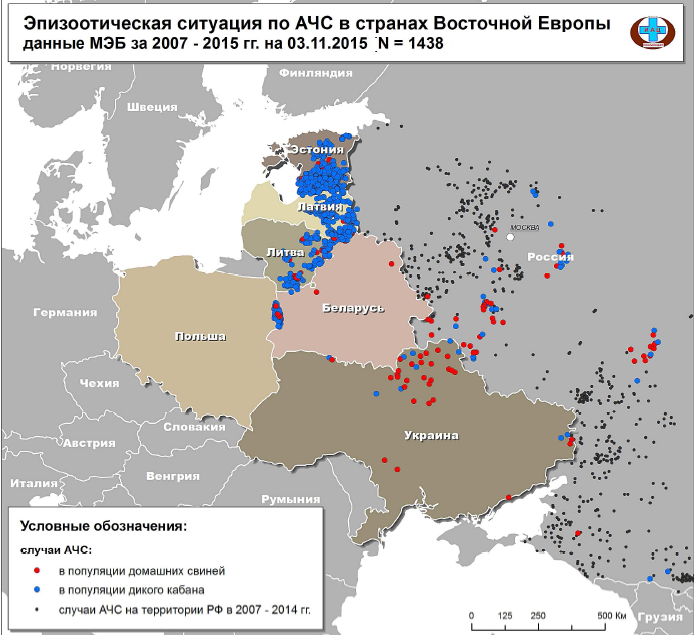 Эпизоотическая ситуация по АЧС в странах Восточной Европы
данные МЭБ за 2007 - 2015 гг. на 03.11.2015 N = 1438
ИАЦ
Норвегия
Финляндия
Швеция
Эстония
Латвия
МОСКВА
Литва
Россия
Германия
Беларусь
Польша
Чехия
Словакия
Украина
Австрия
Италия
Венгрия
Румыния
Условные обозначения:
случаи АЧС:
в популяции домашних свиней
в популяции дикого кабана
случаи АЧС на территории РФ в 2007 - 2014 гг.
0 125 250 500 Км
Грузия